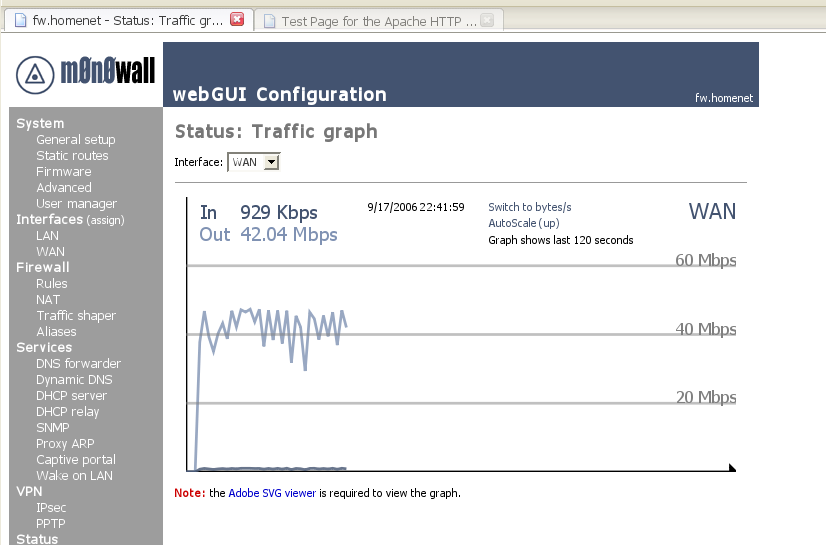 fw.homenet - Status: Traffic gr...
Test Page for the Apache HTTP ...
m0n0wall
webGUI Configuration
fw.homenet
System
General setup
Static routes
Firmware
Advanced
User manager
Interfaces (assign)
LAN
WAN
Firewall
Rules
NAT
Traffic shaper
Aliases
Services
DNS forwarder
Dynamic DNS
DHCP server
DHCP relay
SNMP
Proxy ARP
Captive portal
Wake on LAN
VPN
IPsec
PPTP
Status
Status: Traffic graph
Interface: WAN
In 929 Kbps
Out 42.04 Mbps
9/17/2006 22:41:59
Switch to bytes/s
AutoScale (up)
Graph shows last 120 seconds
WAN
60 Mbps
40 Mbps
20 Mbps
Note: the Adobe SVG viewer is required to view the graph.